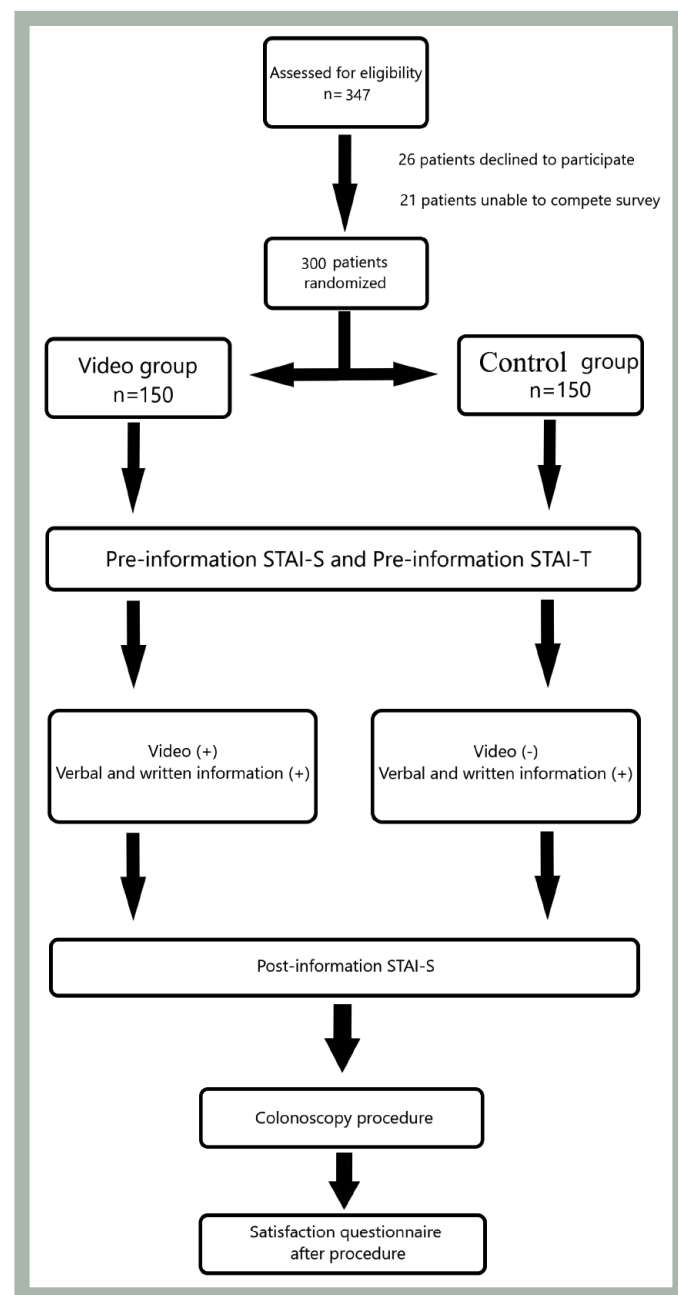 Assessed for eligibility
n=347
26 patients declined to participate
21 patients unable to compete survey
300 patients
randomized
Video group
n=150
Control group
n=150
Pre-information STAI-S and Pre-information STAI-T
Video (+)
Verbal and written information (+)
Video (-)
Verbal and written information (+)
Post-information STAI-S
Colonoscopy procedure
Satisfaction questionnaire
after procedure